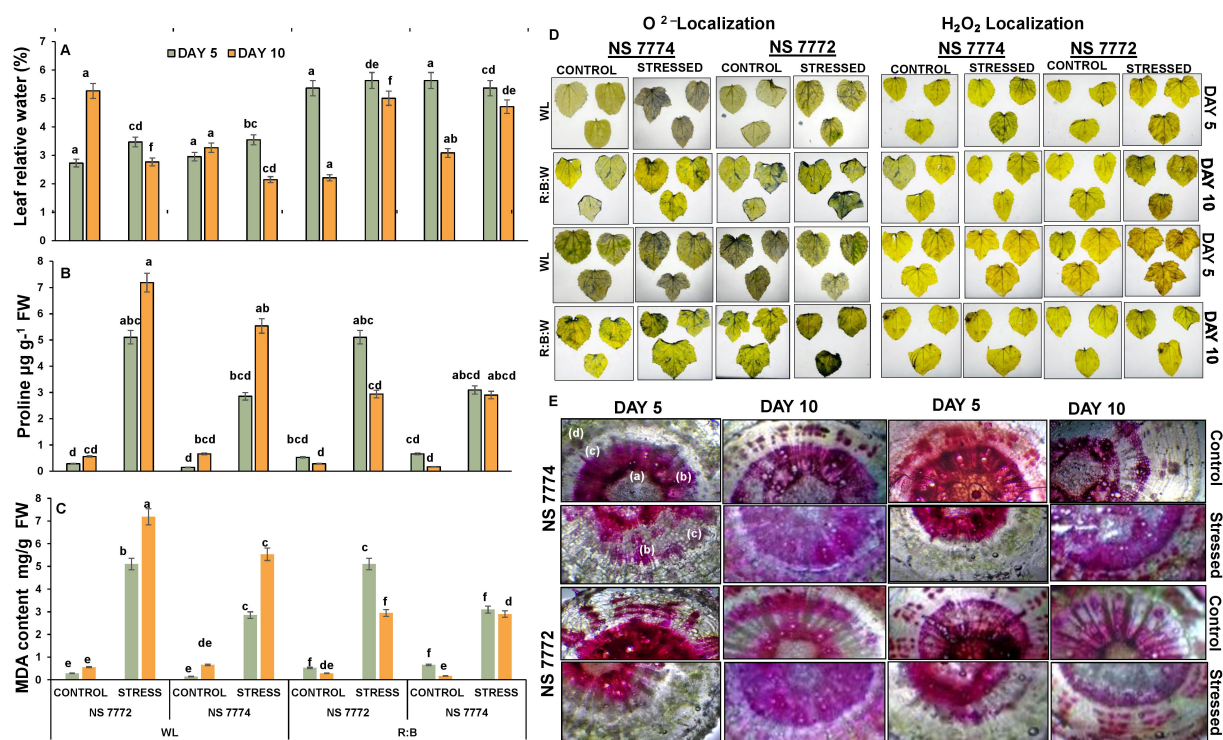 A
DAY 5 DAY 10
Leaf relative water (%)
7
6
5
4
3
2
1
0
a a cd f a a bc cd a a de f a ab cd de
B
Proline µg g-1 FW
8
7
6
5
4
3
2
1
0
d cd abc a d bcd bcd ab bcd d abc cd cd d abcd abcd
C
MDA content mg/g FW
8
7
6
5
4
3
2
1
0
e e b a e de c c f de c f f e f d
CONTROL STRESS CONTROL STRESS CONTROL STRESS CONTROL STRESS
NS 7772 NS 7774 NS 7772 NS 7774
WL R:B
D
O 2– Localization H₂O₂ Localization
NS 7774 NS 7772 NS 7774 NS 7772
CONTROL STRESSED CONTROL STRESSED CONTROL STRESSED CONTROL STRESSED
WL DAY 5
R:B:W DAY 10
WL DAY 5
R:B:W DAY 10
E
DAY 5 DAY 10 DAY 5 DAY 10
NS 7774
(d)
(c)
(a) (b)
Control
(c)
(b)
Stressed
NS 7772
Control
Stressed